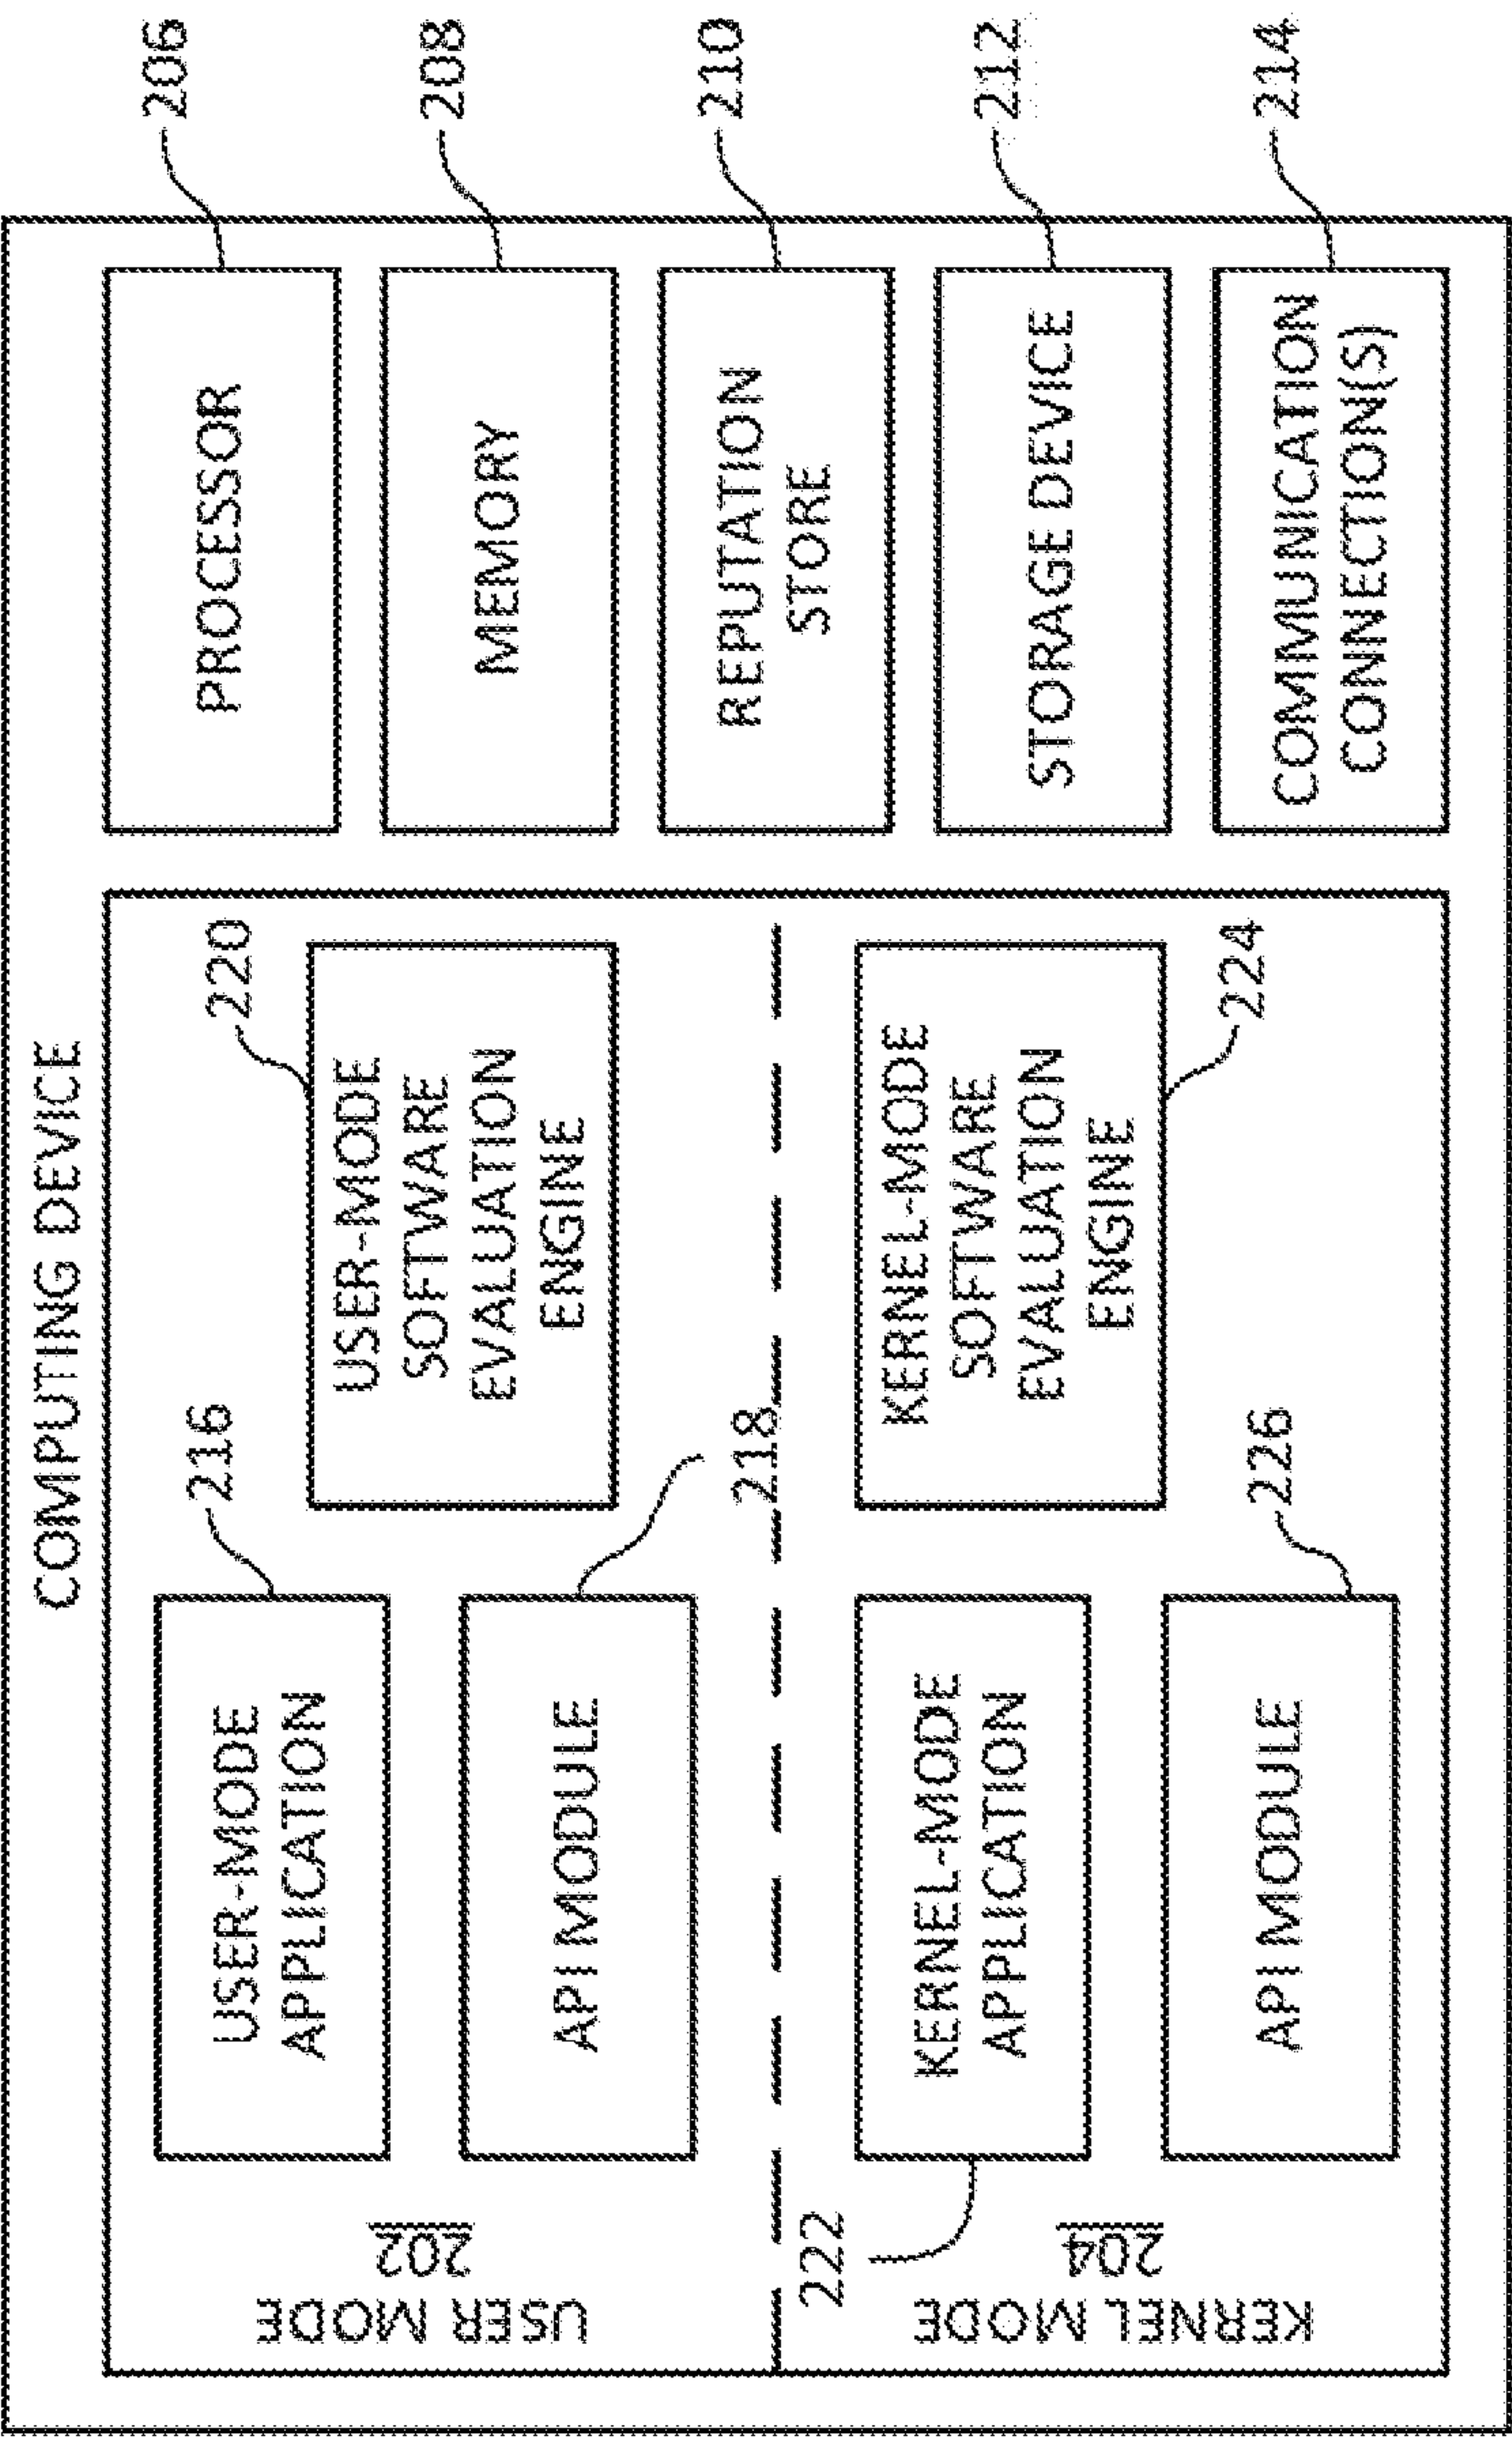 COMPUTING DEVICE
USER MODE
202
USER-MODE
APPLICATION
216
API MODULE
218
USER-MODE
SOFTWARE
EVALUATION
ENGINE
220
KERNEL MODE
204
222
KERNEL-MODE
APPLICATION
API MODULE
226
KERNEL-MODE
SOFTWARE
EVALUATION
ENGINE
224
PROCESSOR
206
MEMORY
208
REPUTATION
STORE
210
STORAGE DEVICE
212
COMMUNICATION
CONNECTION(S)
214